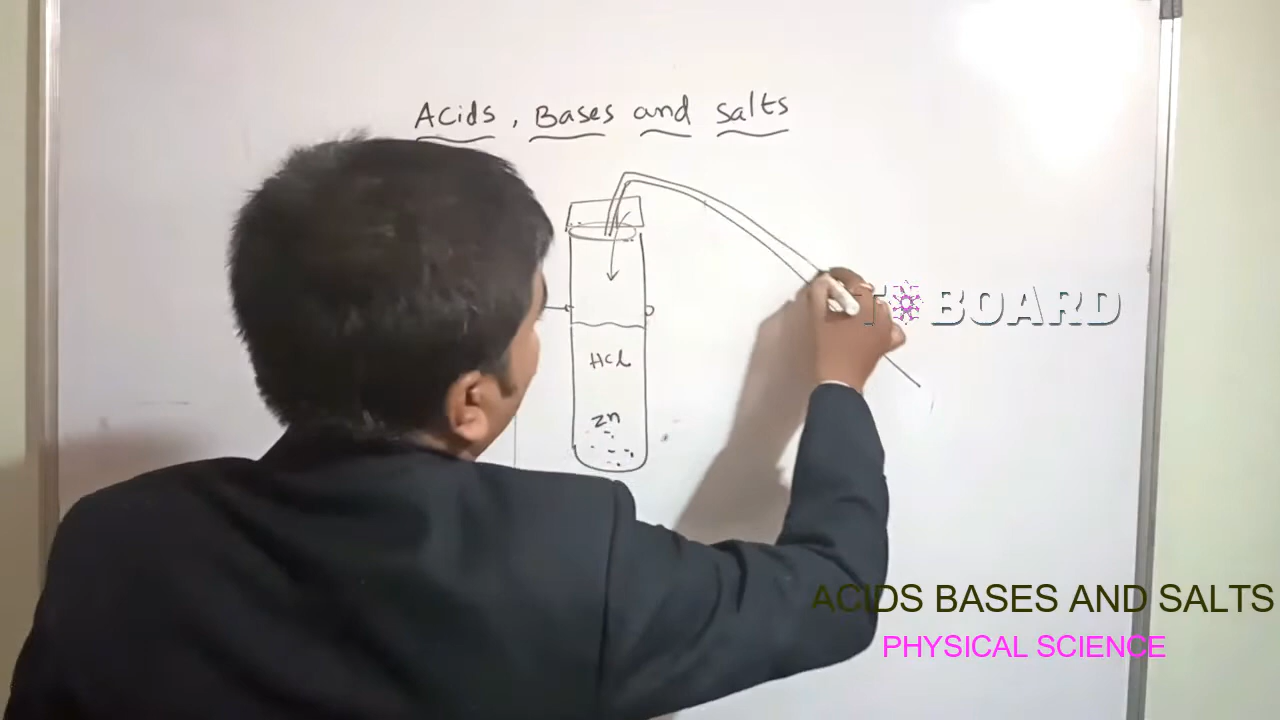 Acids, Bases and Salts
HCl
Zn
BOARD
ACIDS BASES AND SALTS
PHYSICAL SCIENCE